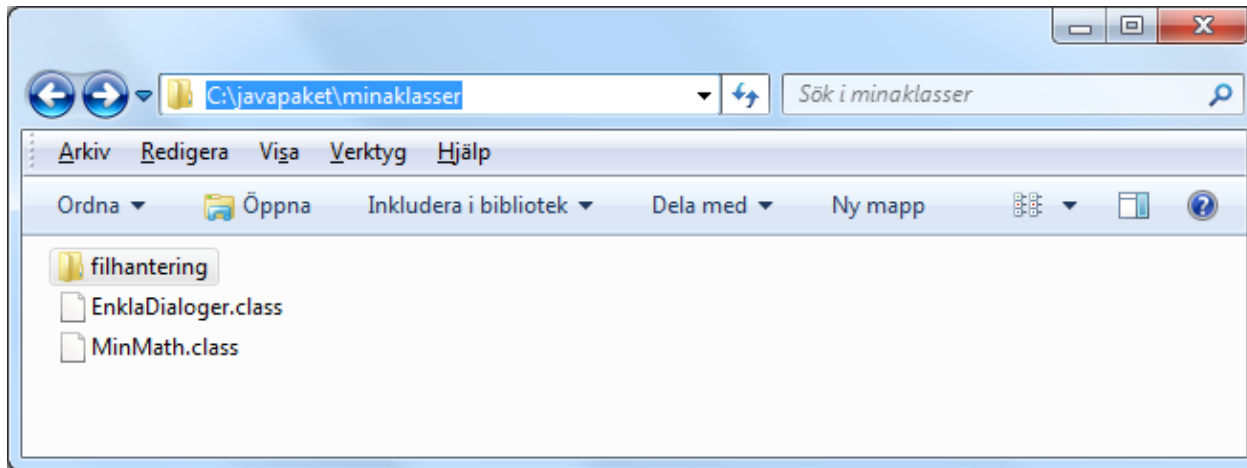 C:\javapaket\minaklasser Sök i minaklasser
Arkiv Redigera Visa Verktyg Hjälp
Ordna Öppna Inkludera i bibliotek Dela med Ny mapp
filhantering
EnklaDialoger.class
MinMath.class